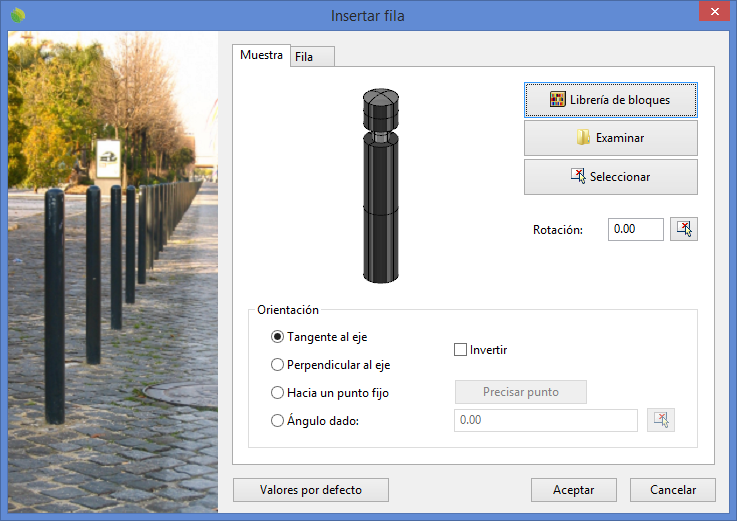 Insertar fila
Muestra
Fila
Librería de bloques
Examinar
Seleccionar
Rotación:
0.00
Orientación
Tangente al eje
Invertir
Perpendicular al eje
Hacia un punto fijo
Precisar punto
Ángulo dado:
0.00
Valores por defecto
Aceptar
Cancelar